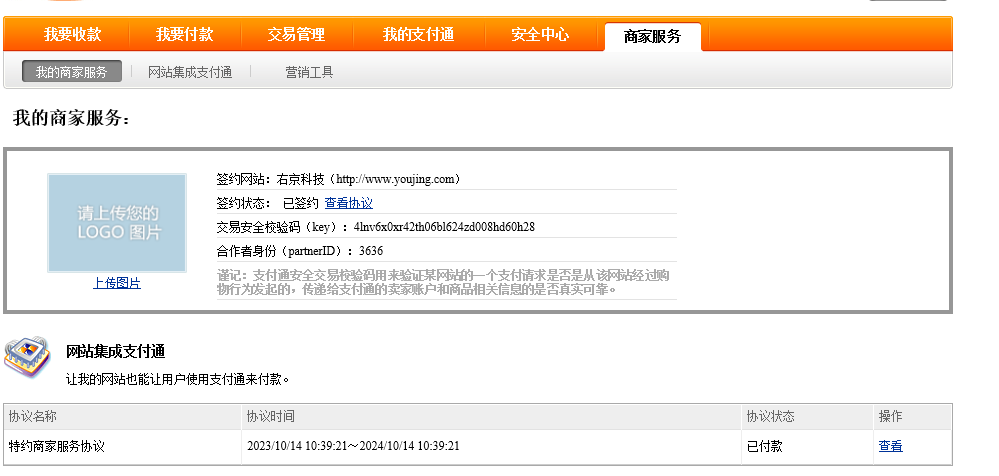 我要收款 我要付款 交易管理 我的支付通 安全中心 商家服务
我的商家服务 网站集成支付通 营销工具
我的商家服务：
请上传您的
LOGO 图片
上传图片
签约网站：右京科技（http://www.youjing.com）
签约状态： 已签约 查看协议
交易安全校验码（key）：4lnv6x0xr42th06bl624zd008hd60h28
合作者身份（partnerID）：3636
谨记：支付通安全交易校验码用来验证某网站的一个支付请求是否是从该网站经过购
物行为发起的，传递给支付通的卖家账户和商品相关信息的是否真实可靠。
网站集成支付通
让我的网站也能让用户使用支付通来付款。
协议名称 协议时间 协议状态 操作
特约商家服务协议 2023/10/14 10:39:21～2024/10/14 10:39:21 已付款 查看